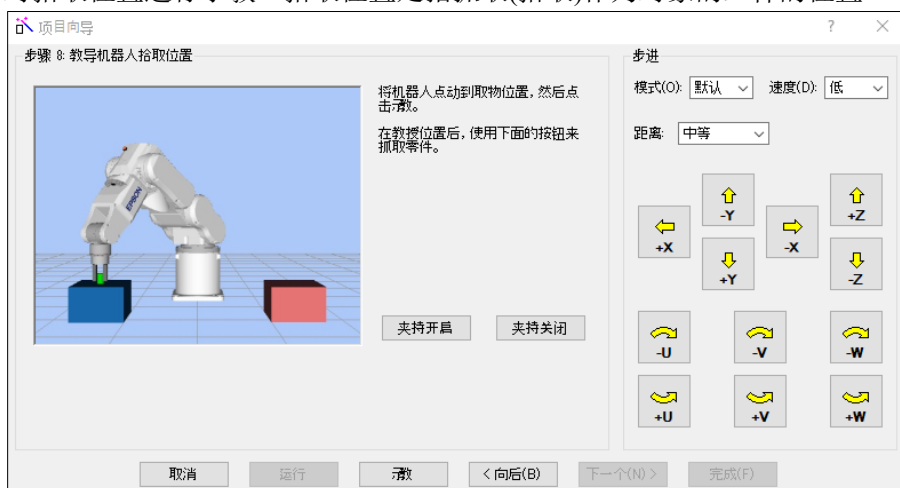 项目向导
步骤 8: 教导机器人拾取位置
将机器人点动到取物位置, 然后点
击示教。
在教授位置后, 使用下面的按钮来
抓取零件。
EPSON
夹持开启
夹持关闭
步进
模式(O): 默认
速度(D): 低
距离: 中等
-Y
+Z
+X
-X
+Y
-Z
-U
-V
-W
+U
+V
+W
取消
运行
示教
< 向后(B)
下一个(N) >
完成(F)